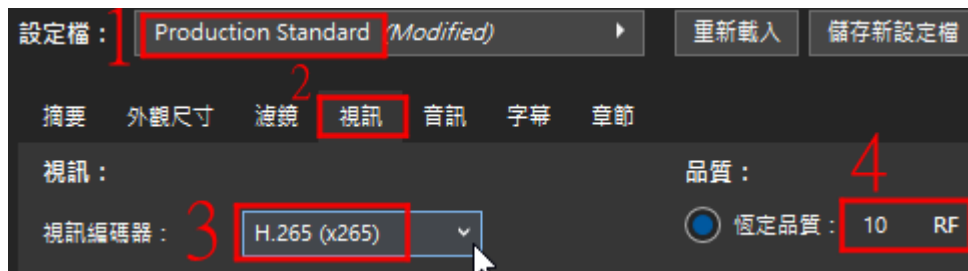 設定檔： 1 Production Standard (Modified) 重新載入 儲存新設定檔
2
摘要 外觀尺寸 濾鏡 視訊 音訊 字幕 章節
視訊： 品質： 4
視訊編碼器： 3 H.265 (x265) 恆定品質： 10 RF